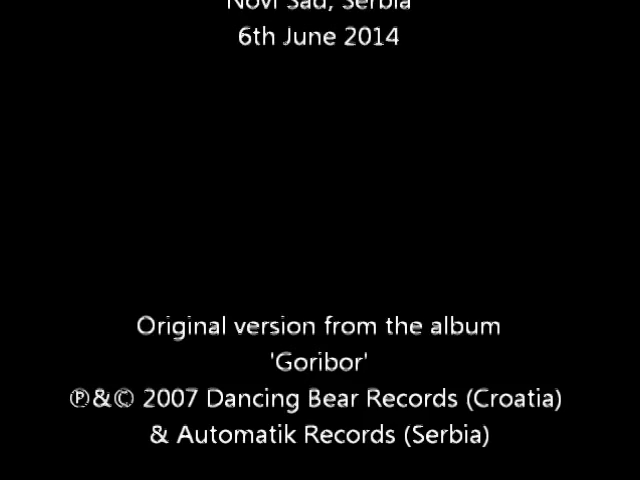 Novi Sad, Serbia
6th June 2014
Original version from the album
'Goribor'
℗&© 2007 Dancing Bear Records (Croatia)
& Automatik Records (Serbia)